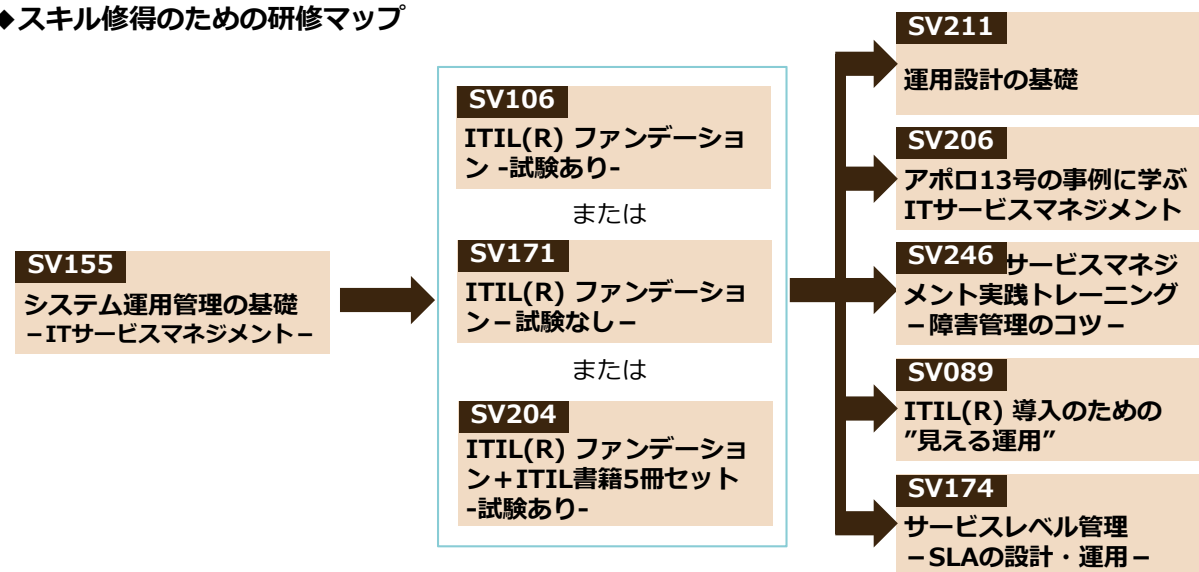 ◆スキル修得のための研修マップ
SV155
システム運用管理の基礎
－ITサービスマネジメント－
SV106
ITIL(R) ファンデーショ
ン -試験あり-
または
SV171
ITIL(R) ファンデーショ
ン－試験なし－
または
SV204
ITIL(R) ファンデーショ
ン＋ITIL書籍5冊セット
-試験あり-
SV211
運用設計の基礎
SV206
アポロ13号の事例に学ぶ
ITサービスマネジメント
SV246
サービスマネジ
メント実践トレーニング
－障害管理のコツ－
SV089
ITIL(R) 導入のための
”見える運用”
SV174
サービスレベル管理
－SLAの設計・運用－